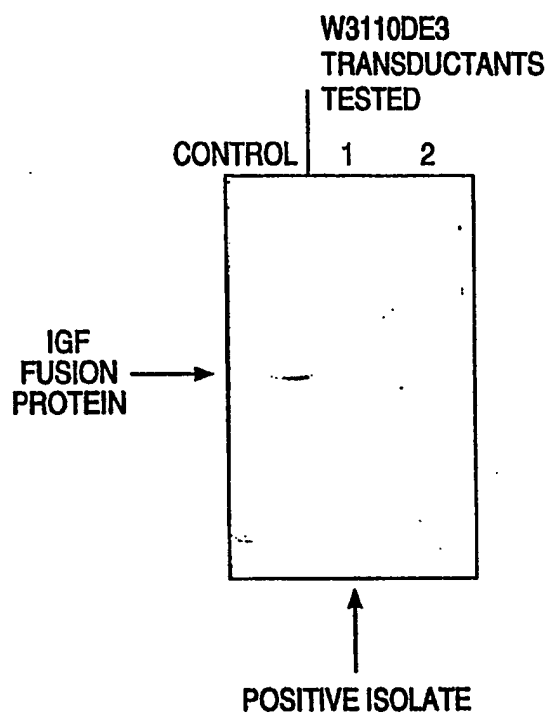 W3110DE3
TRANSDUCTANTS
TESTED
CONTROL 1 2
IGF
FUSION
PROTEIN
POSITIVE ISOLATE